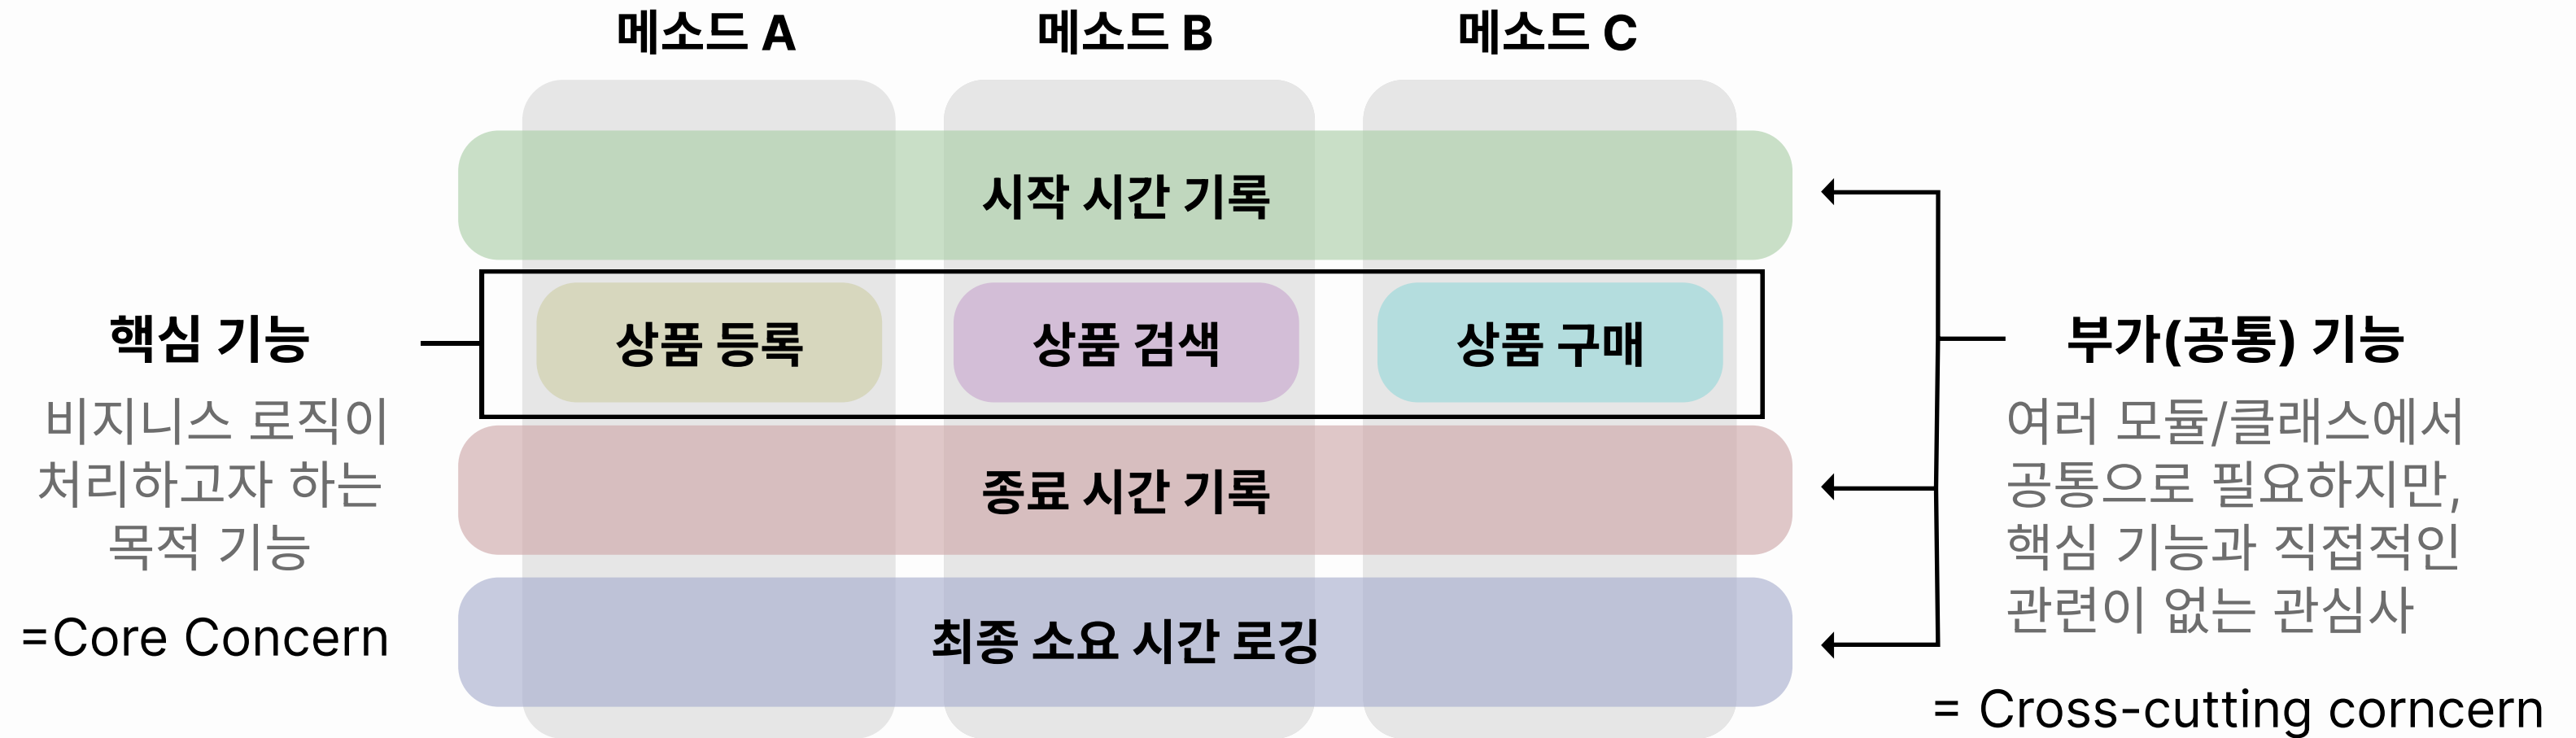 메소드 A
메소드 B
메소드 C
시작 시간 기록
핵심 기능
비지니스 로직이
처리하고자 하는
목적 기능
=Core Concern
상품 등록
상품 검색
상품 구매
종료 시간 기록
최종 소요 시간 로깅
부가(공통) 기능
여러 모듈/클래스에서
공통으로 필요하지만,
핵심 기능과 직접적인
관련이 없는 관심사
= Cross-cutting corncern